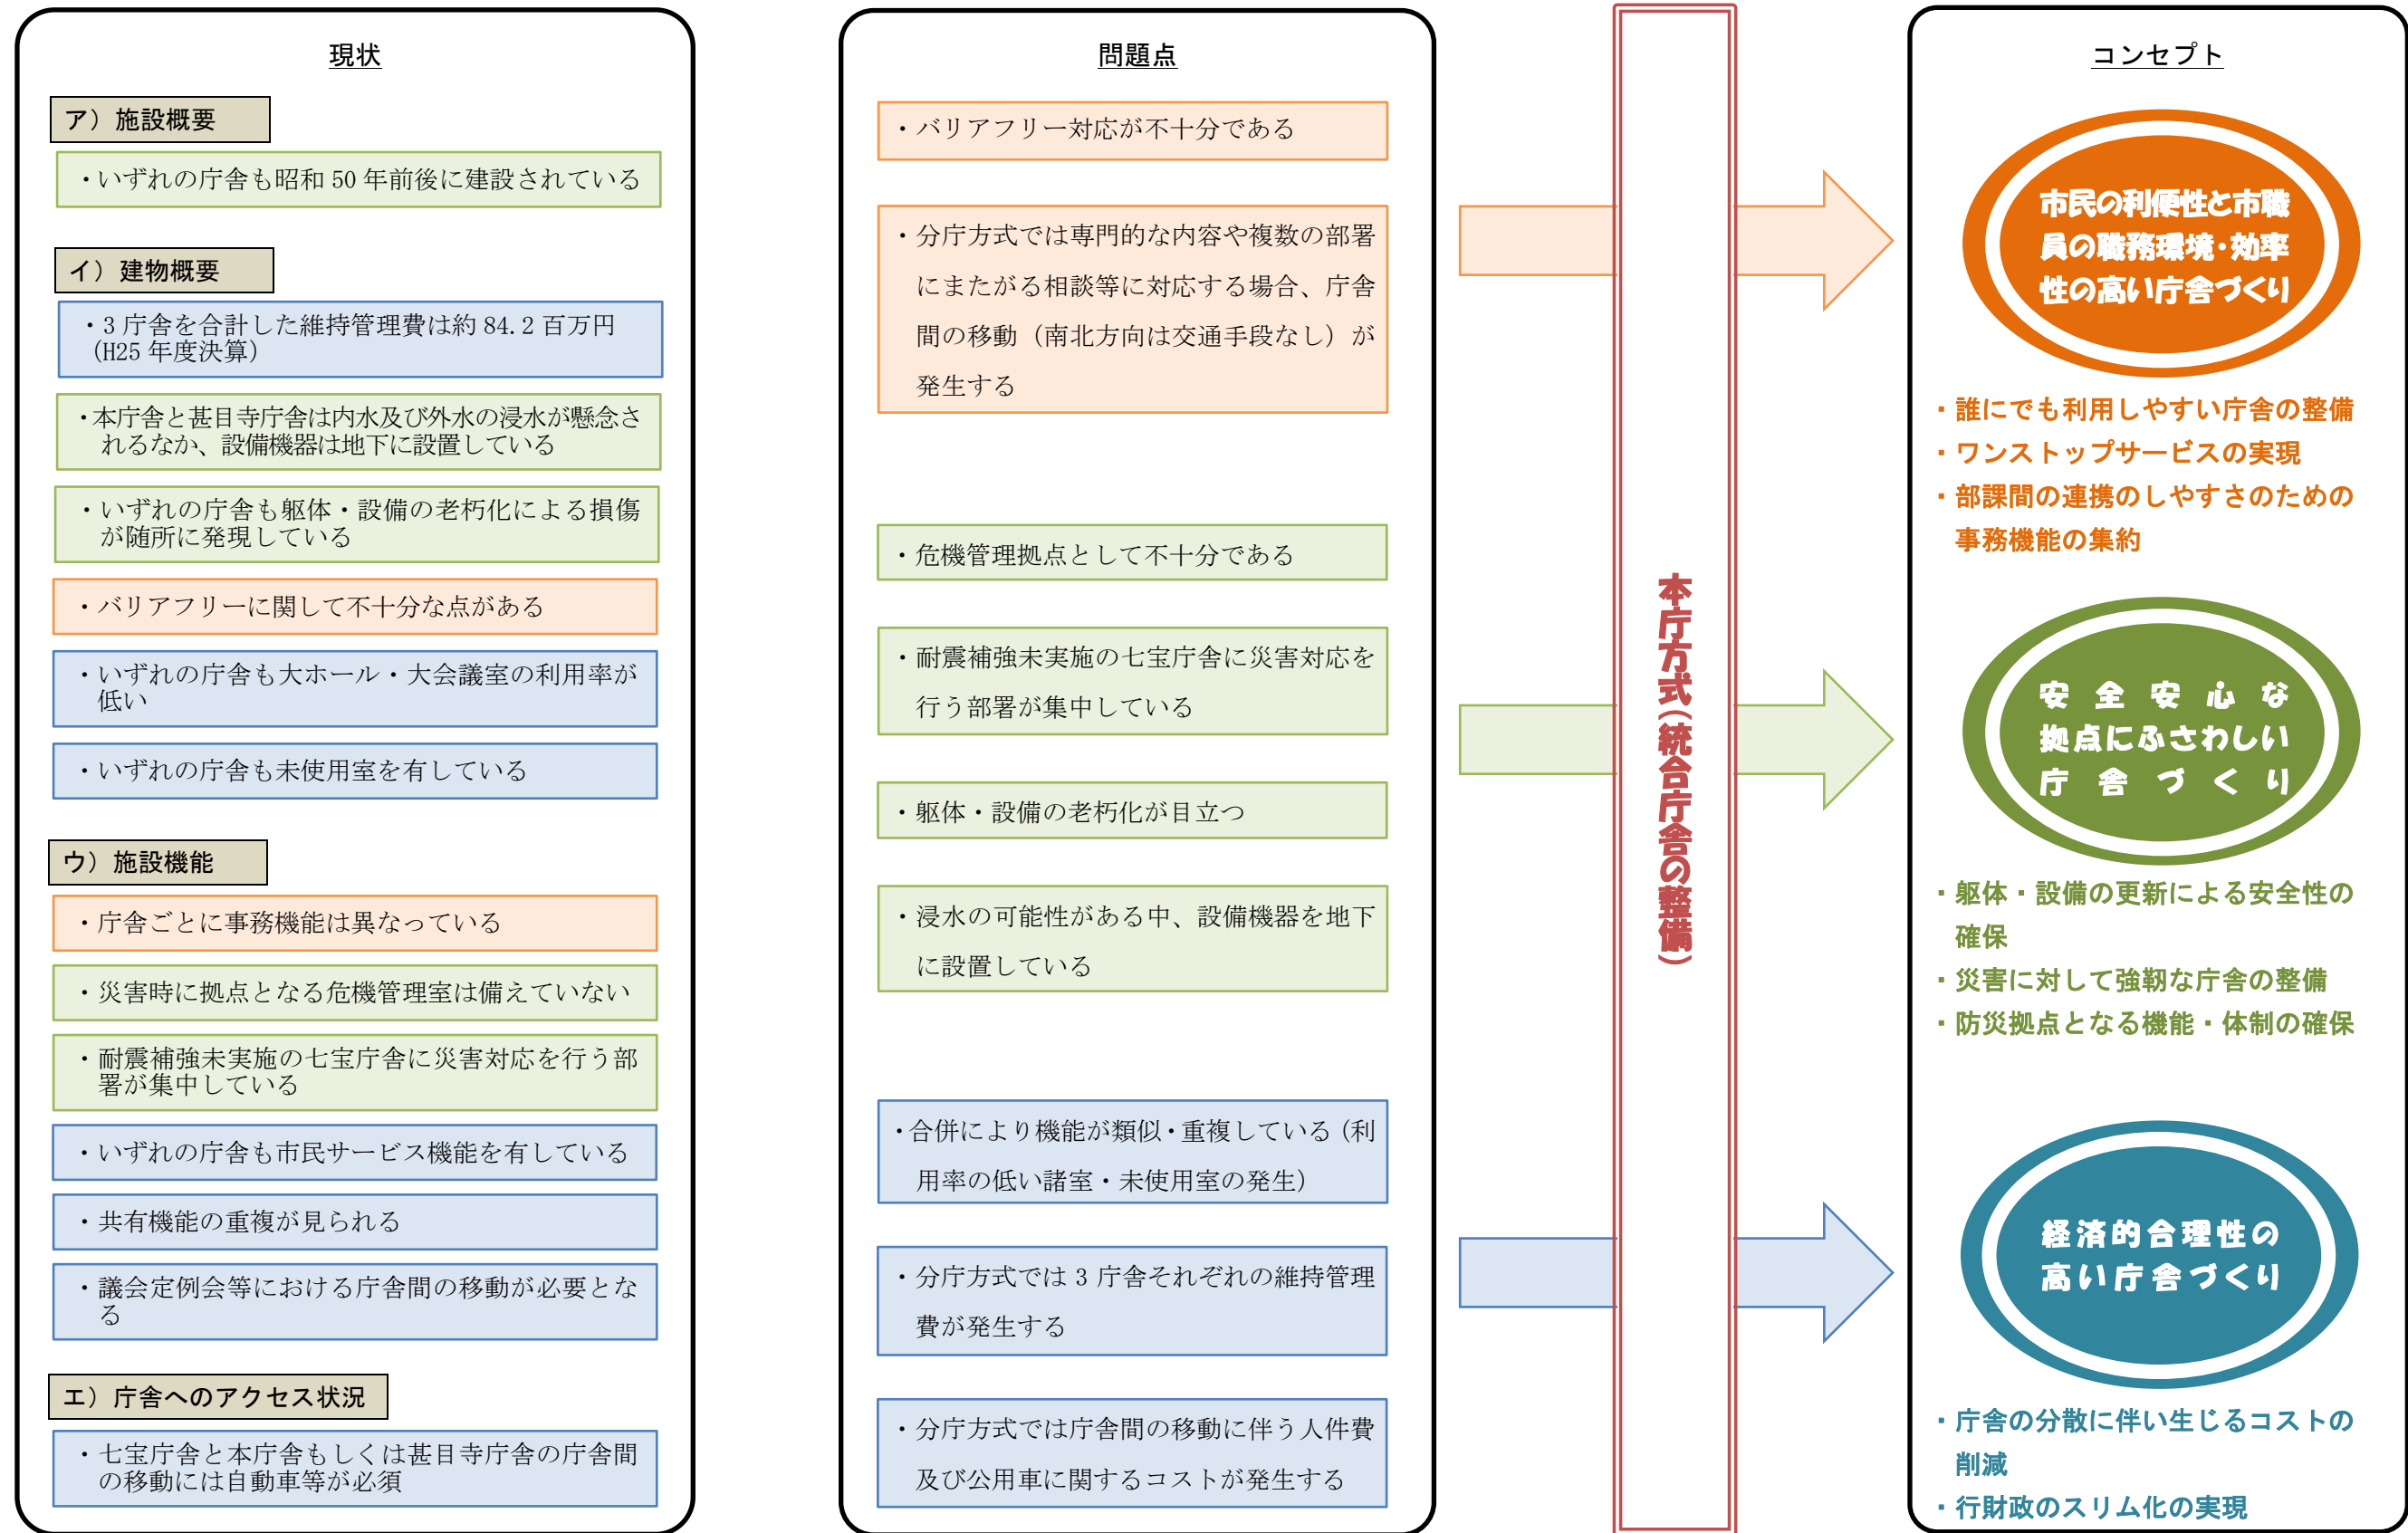 現状
ア）施設概要
・いずれの庁舎も昭和 50 年前後に建設されている
イ）建物概要
・3 庁舎を合計した維持管理費は約 84.2 百万円
（H25 年度決算）
・本庁舎と甚目寺庁舎は内水及び外水の浸水が懸念さ
れるなか、設備機器は地下に設置している
・いずれの庁舎も躯体・設備の老朽化による損傷
が随所に発現している
・バリアフリーに関して不十分な点がある
・いずれの庁舎も大ホール・大会議室の利用率が
低い
・いずれの庁舎も未使用室を有している
ウ）施設機能
・庁舎ごとに事務機能は異なっている
・災害時に拠点となる危機管理室は備えていない
・耐震補強未実施の七宝庁舎に災害対応を行う部
署が集中している
・いずれの庁舎も市民サービス機能を有している
・共有機能の重複が見られる
・議会定例会等における庁舎間の移動が必要とな
る
エ）庁舎へのアクセス状況
・七宝庁舎と本庁舎もしくは甚目寺庁舎の庁舎間
の移動には自動車等が必須
問題点
・バリアフリー対応が不十分である
・分庁方式では専門的な内容や複数の部署
にまたがる相談等に対応する場合、庁舎
間の移動（南北方向は交通手段なし）が
発生する
・危機管理拠点として不十分である
・耐震補強未実施の七宝庁舎に災害対応を
行う部署が集中している
・躯体・設備の老朽化が目立つ
・浸水の可能性がある中、設備機器を地下
に設置している
・合併により機能が類似・重複している（利
用率の低い諸室・未使用室の発生）
・分庁方式では 3 庁舎それぞれの維持管理
費が発生する
・分庁方式では庁舎間の移動に伴う人件費
及び公用車に関するコストが発生する
本庁方式（統合庁舎の整備）
コンセプト
市民の利便性と市職
員の職務環境・効率
性の高い庁舎づくり
・誰にでも利用しやすい庁舎の整備
・ワンストップサービスの実現
・部課間の連携のしやすさのための
事務機能の集約
安全安心な
拠点にふさわしい
庁舎づくり
・躯体・設備の更新による安全性の
確保
・災害に対して強靭な庁舎の整備
・防災拠点となる機能・体制の確保
経済的合理性の
高い庁舎づくり
・庁舎の分散に伴い生じるコストの
削減
・行財政のスリム化の実現